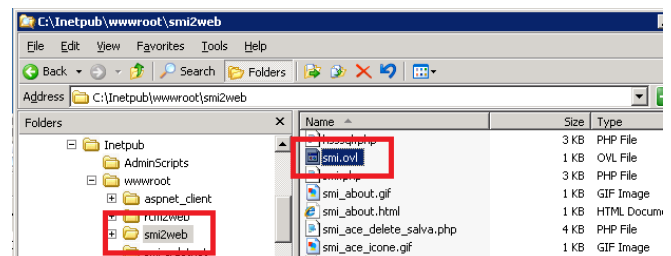 C:\Inetpub\wwwroot\smi2web
File Edit View Favorites Tools Help
Back Search Folders
Address C:\Inetpub\wwwroot\smi2web
Folders Name Size Type
3 KB PHP File
Inetpub smi.ovl 1 KB OVL File
AdminScripts 3 KB PHP File
wwwroot smi_about.gif 1 KB GIF Image
aspnet_client smi_about.html 1 KB HTML Docume
smi_ace_delete_salva.php 4 KB PHP File
smi2web smi_ace_icone.gif 1 KB GIF Image